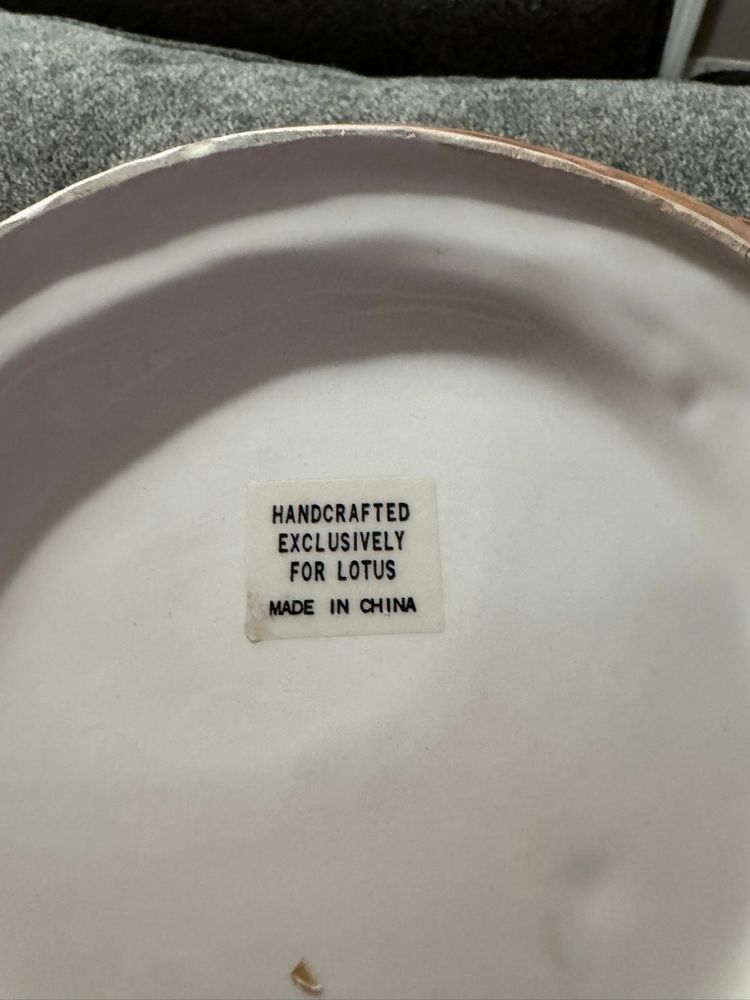 HANDCRAFTED
EXCLUSIVELY
FOR LOTUS
MADE IN CHINA